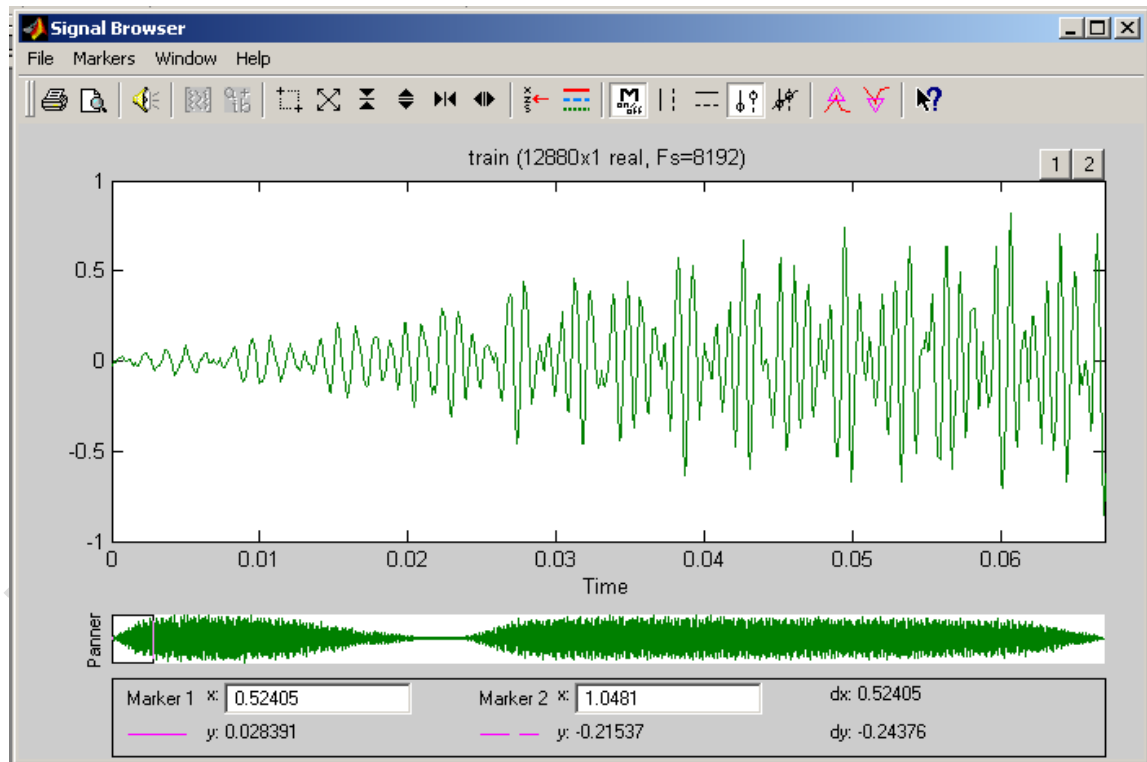 Signal Browser
File Markers Window Help
train (12880x1 real, Fs=8192)
1 2
1
0.5
0
-0.5
-1
0 0.01 0.02 0.03 0.04 0.05 0.06
Time
Panner
Marker 1 x: 0.52405 Marker 2 x: 1.0481 dx: 0.52405
y: 0.028391 y: -0.21537 dy: -0.24376